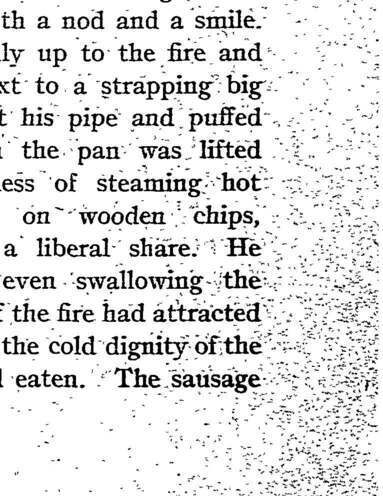 th a nod and a smile.
ly up to the fire and
xt to a strapping big
t his pipe and puffed
the pan was lifted
ess of steaming hot
on wooden chips,
a liberal share. He
even swallowing the
f the fire had attracted
the cold dignity of the
eaten. The sausage